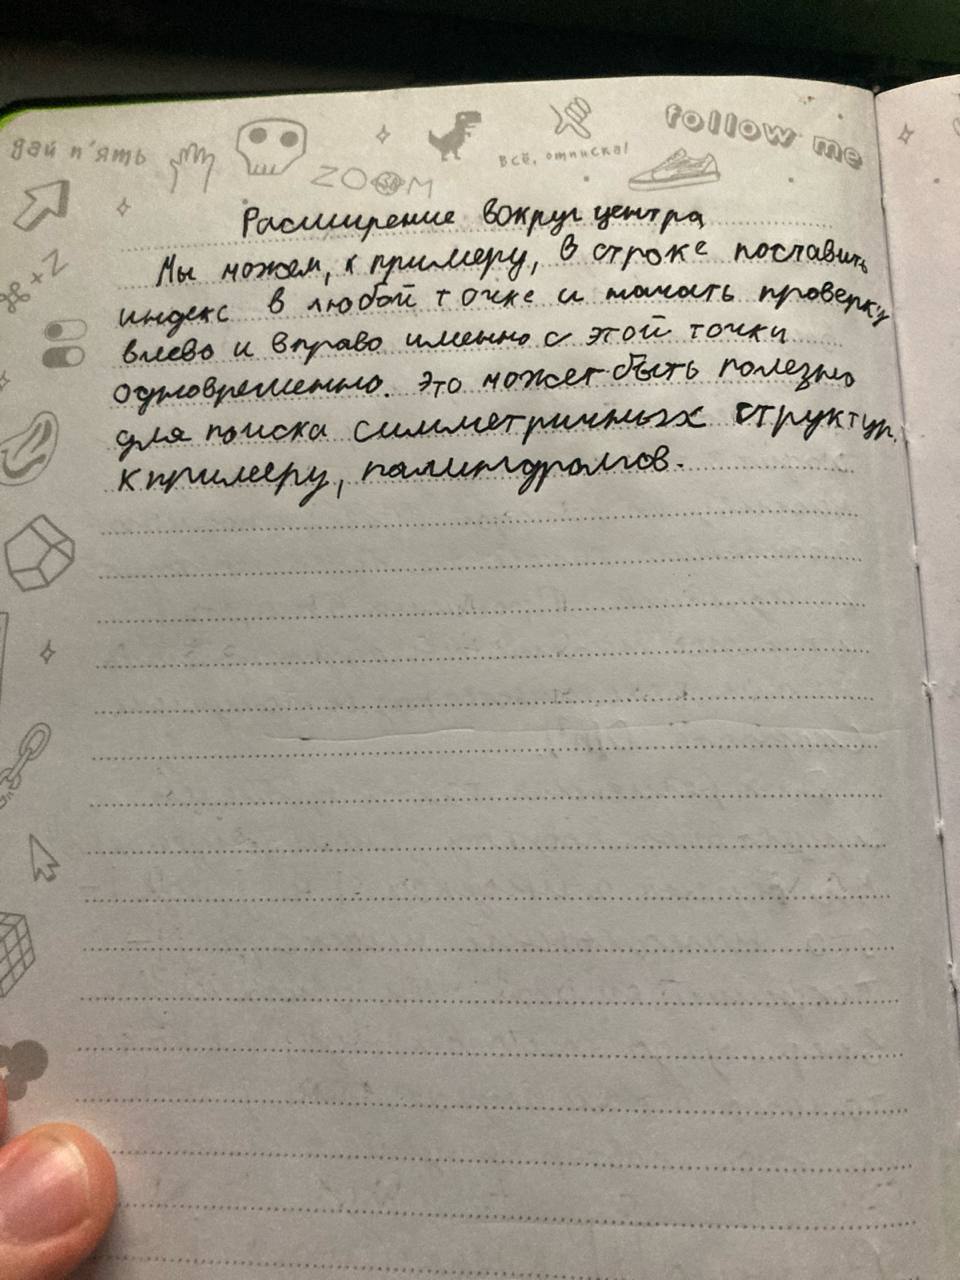 дай п'ять
ZOOM
Всё, отписка!
follow me
Расширение вокруг центра
Мы можем, к примеру, в строке поставить
индекс в любой точке и начать проверку
влево и вправо именно с этой точки
одновременно. Это может быть полезно
для поиска симметричных структур,
к примеру, палиндромов.